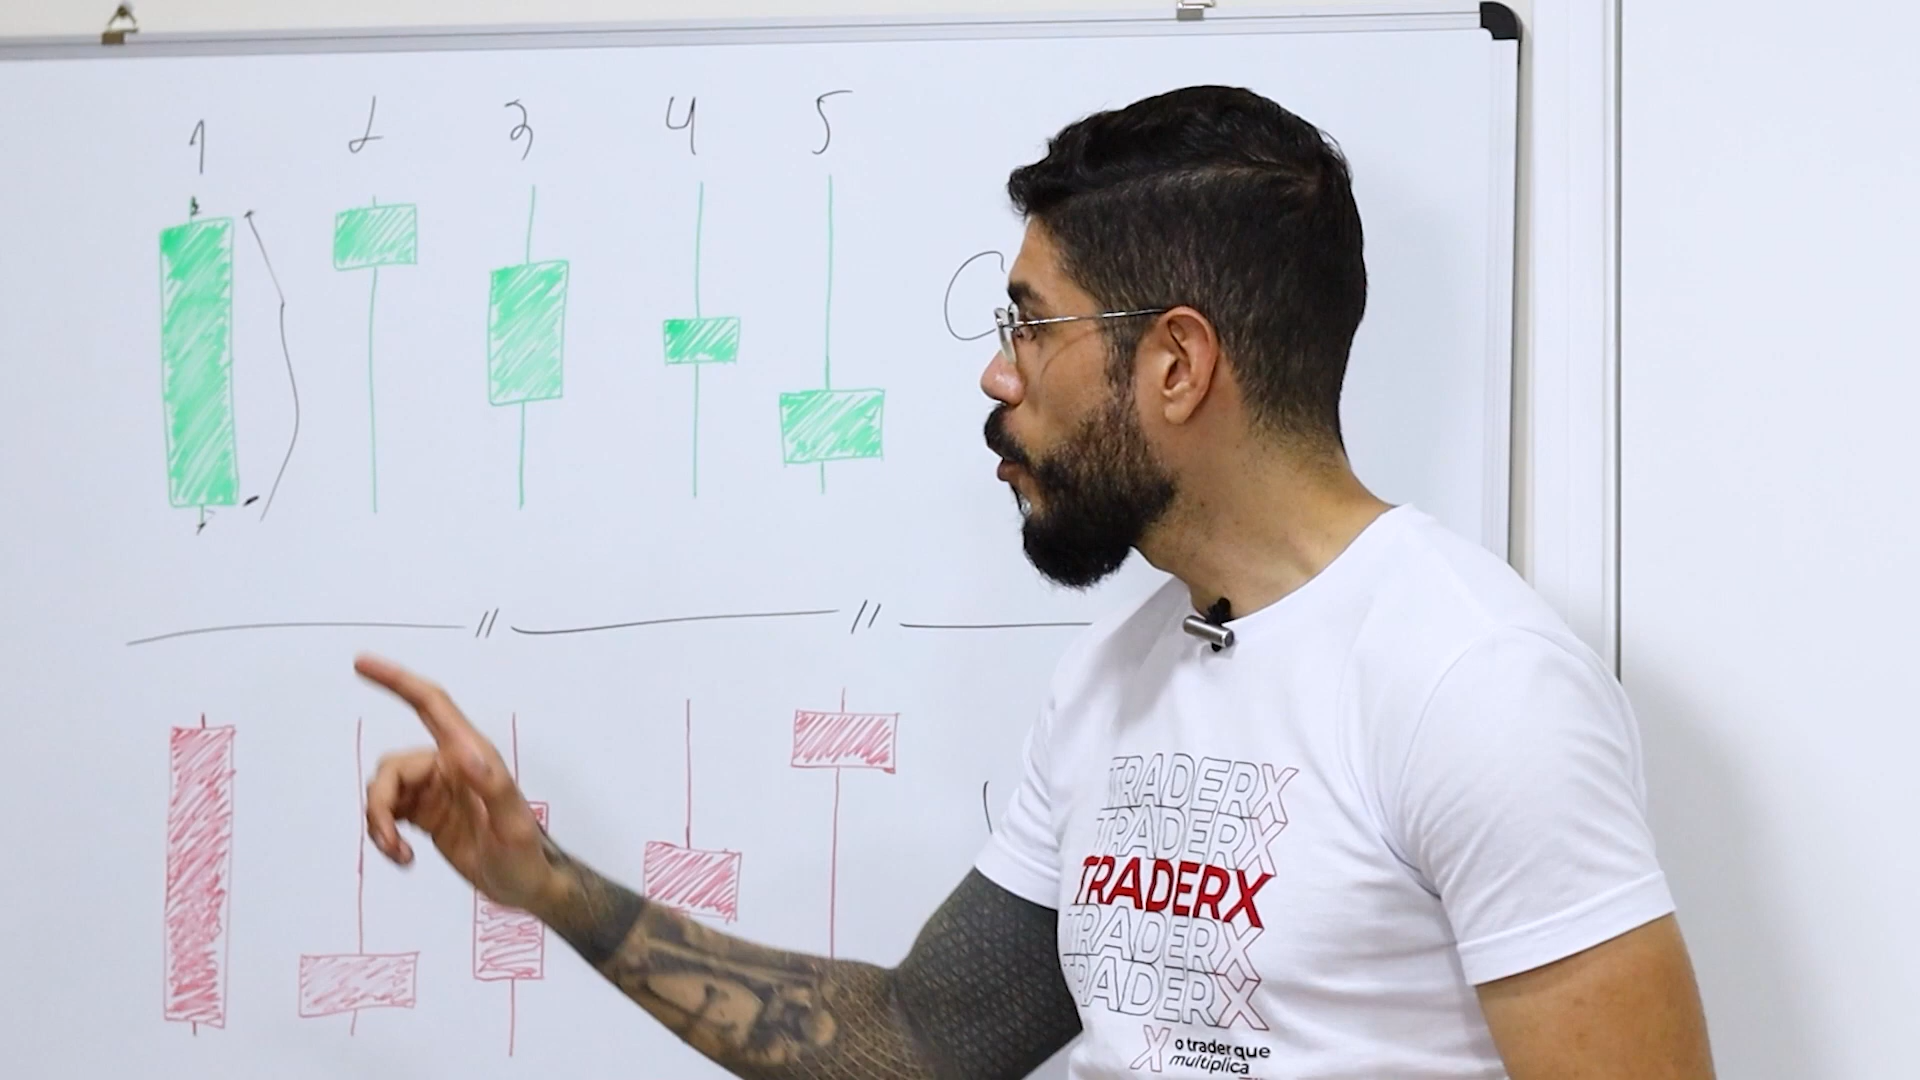 1 2 3 4 5
C
TRADERX
TRADERX
TRADERX
TRADERX
TRADERX
X o trader que
multiplica